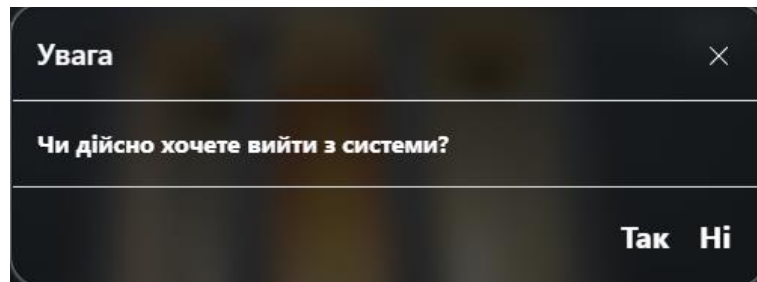 Увага
Чи дійсно хочете вийти з системи?
Так Ні